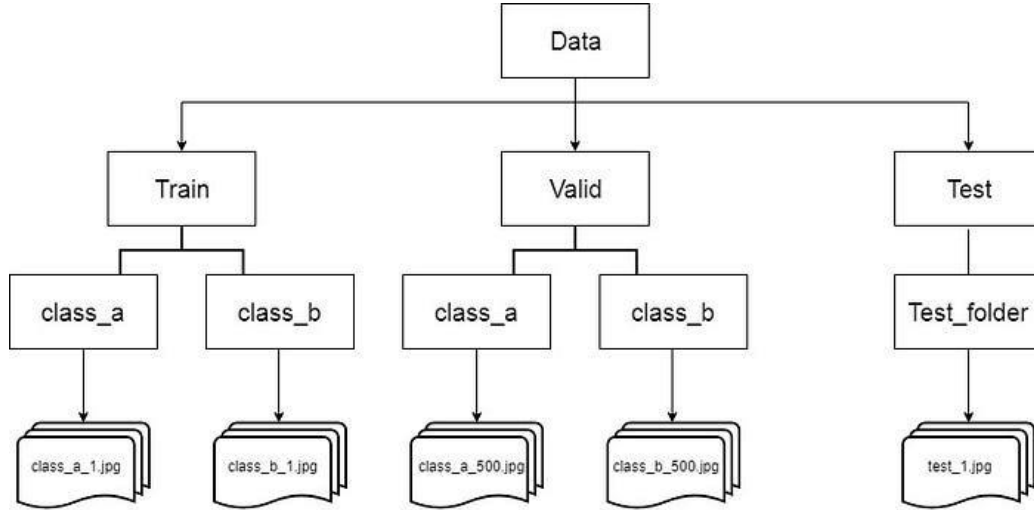 Data
Train
Valid
Test
class_a
class_b
class_a
class_b
Test_folder
class_a_1.jpg
class_b_1.jpg
class_a_500.jpg
class_b_500.jpg
test_1.jpg